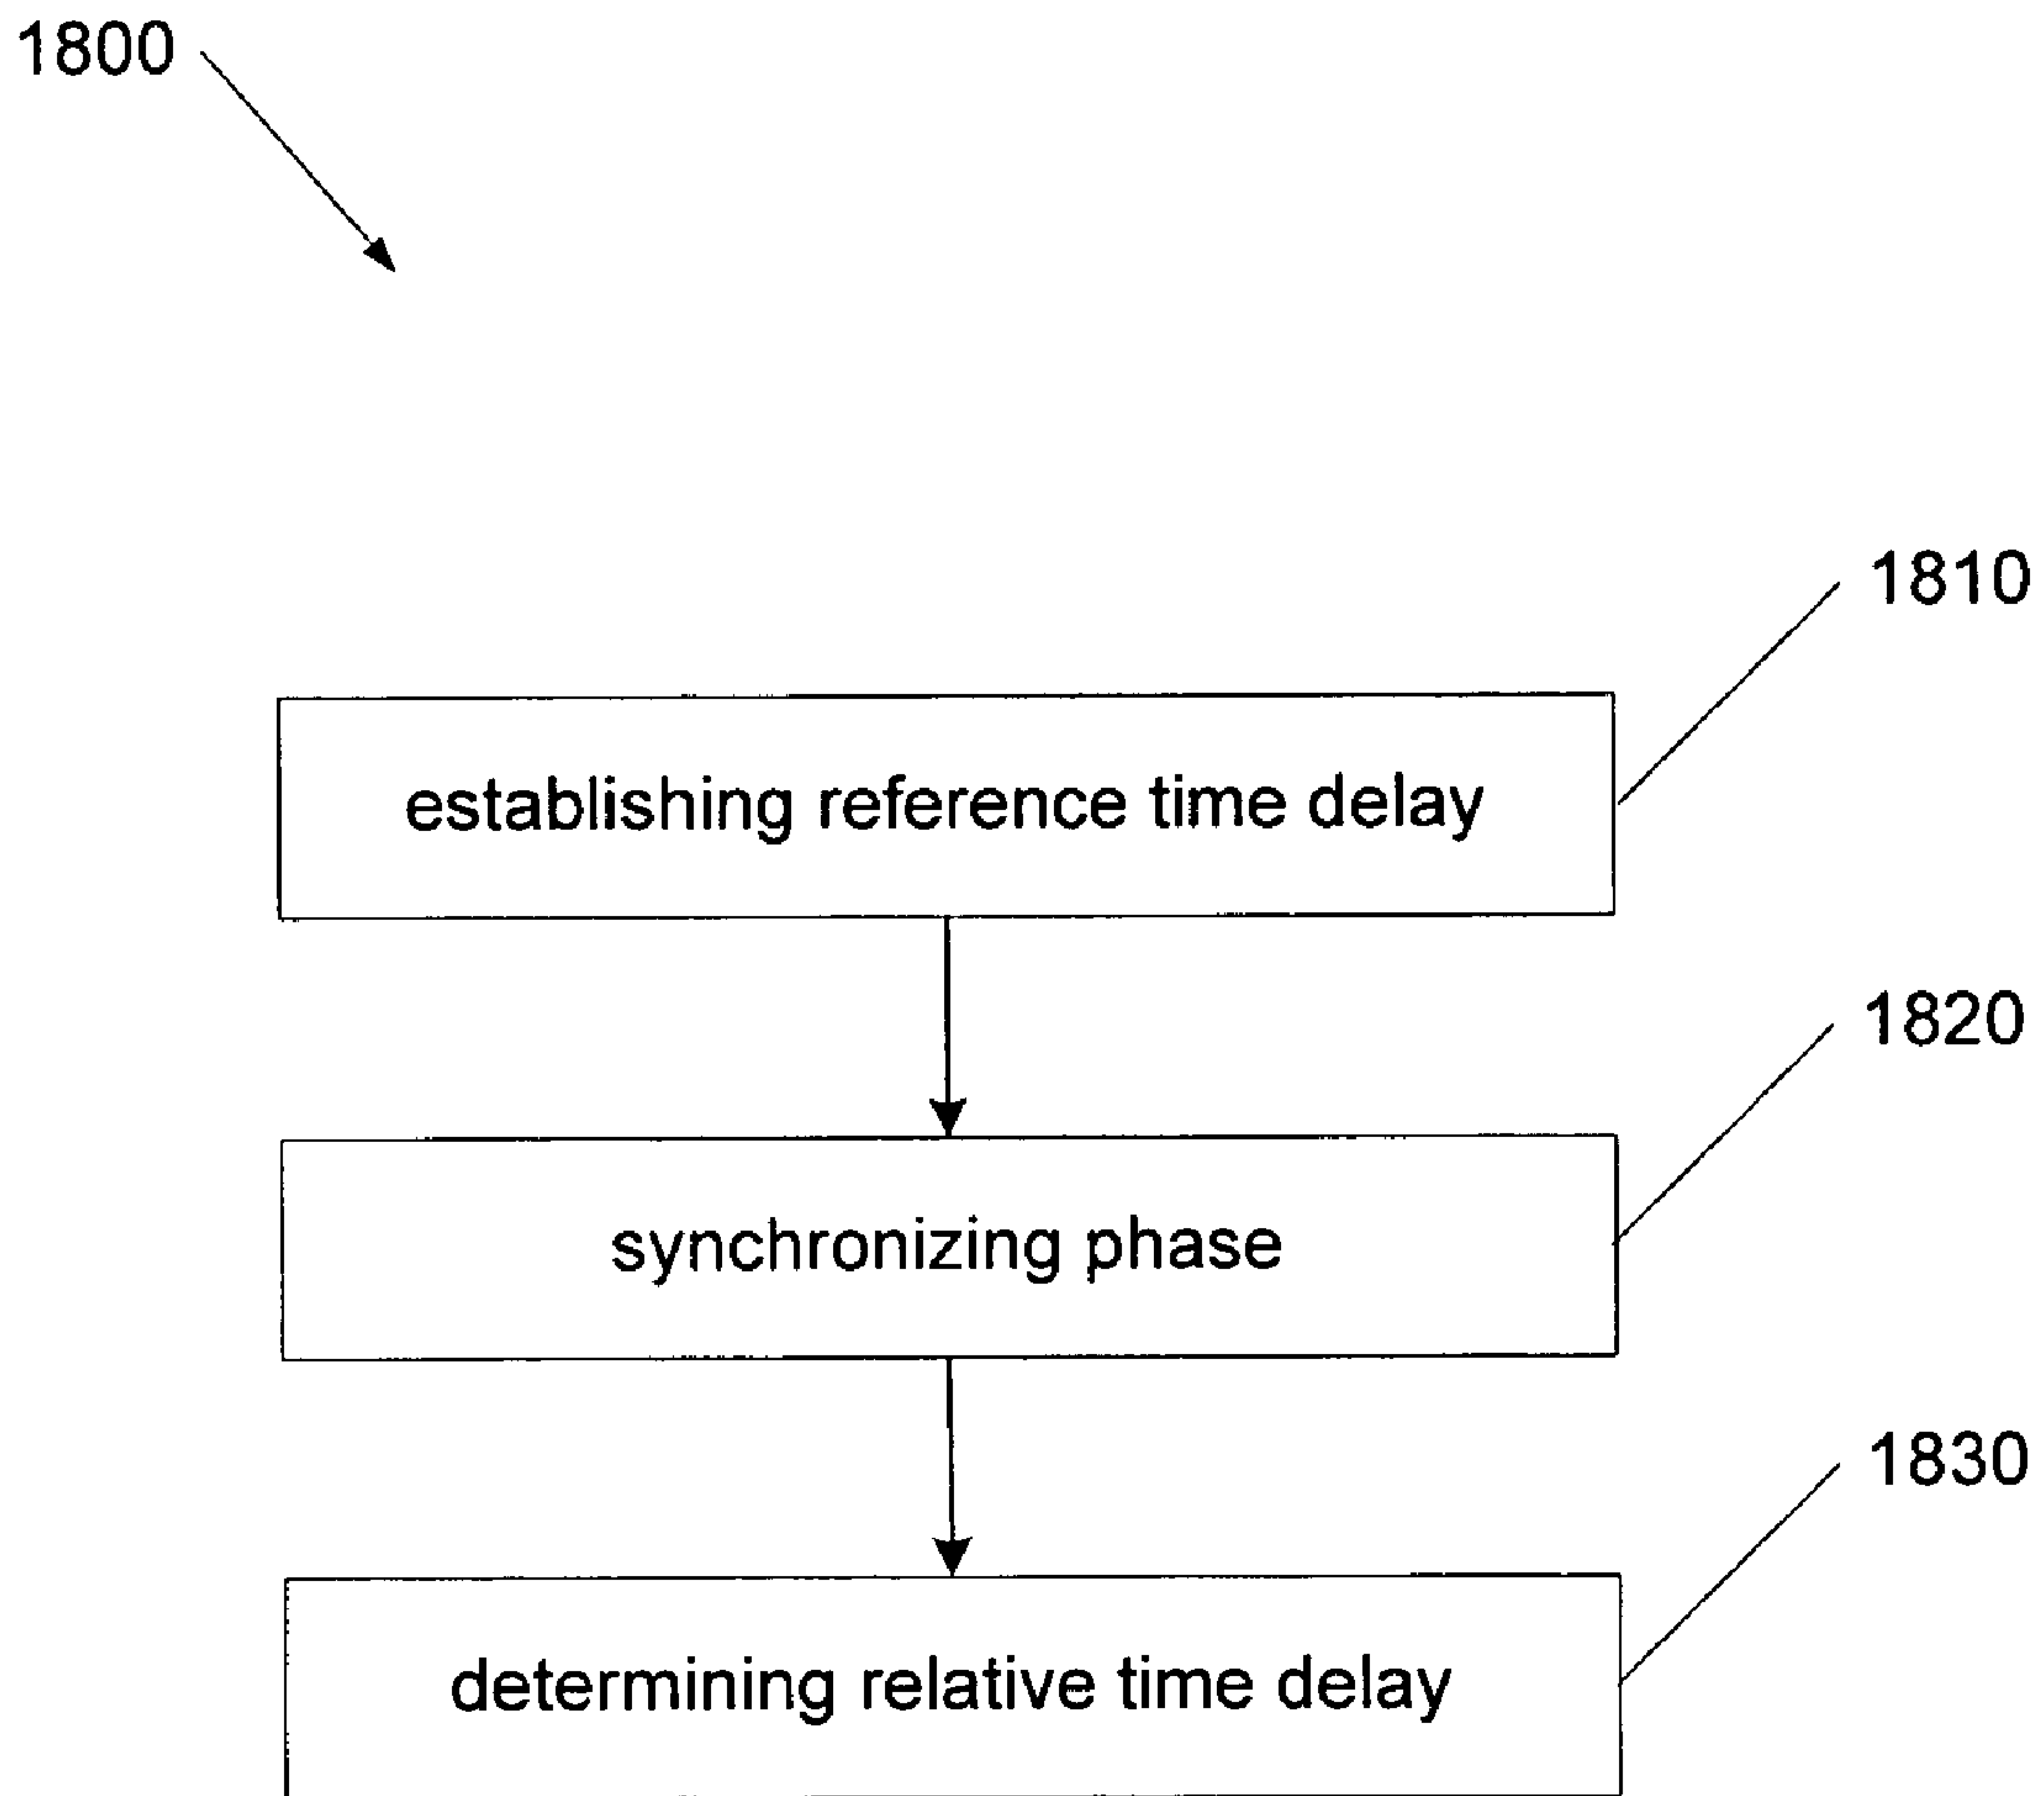 1800
1810
establishing reference time delay
1820
synchronizing phase
1830
determining relative time delay